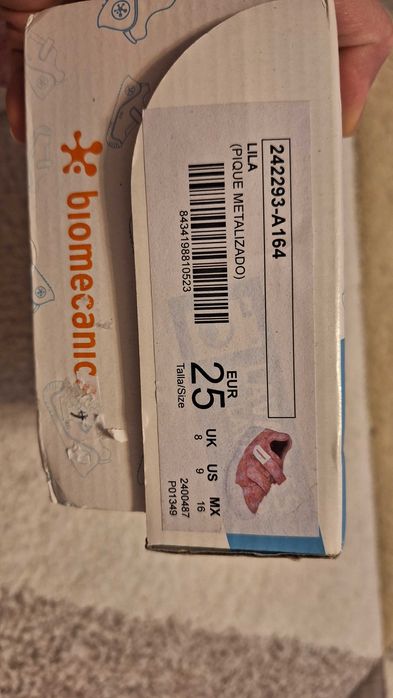 biomecanics
242293-A164
LILA
(PIQUE METALIZADO)
8434198810523
EUR UK US MX
25 8 9 16
Talla/Size
2400487
P01349